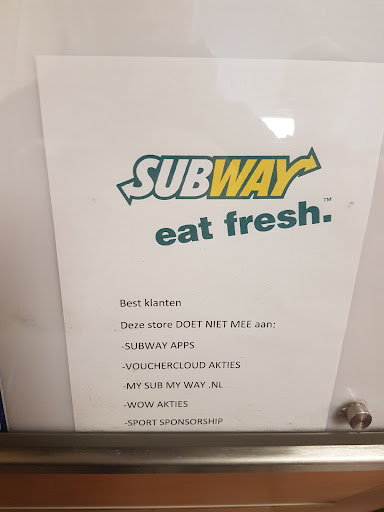 SUBWAY
eat fresh.™
Best klanten
Deze store DOET NIET MEE aan:
-SUBWAY APPS
-VOUCHERCLOUD AKTIES
-MY SUB MY WAY .NL
-WOW AKTIES
-SPORT SPONSORSHIP